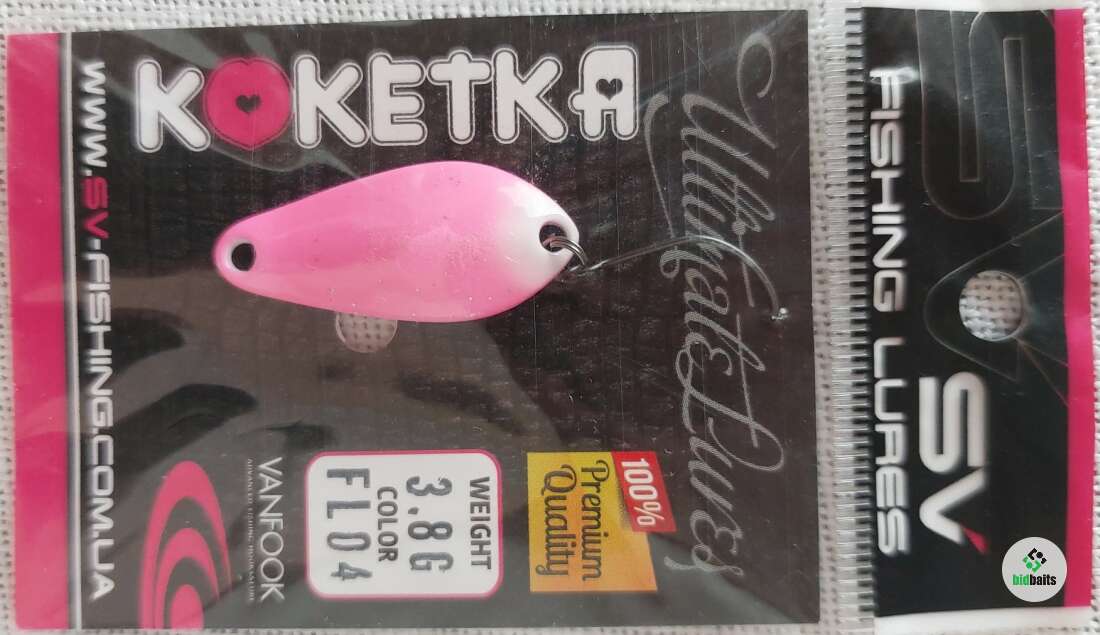 KOKETKA
Ultimate Lures
SV
FISHING LURES
100%
Premium
Quality
WEIGHT
3.8G
COLOR
FL04
VANFOOK
WWW.SV-FISHING.COM.UA
bidbaits